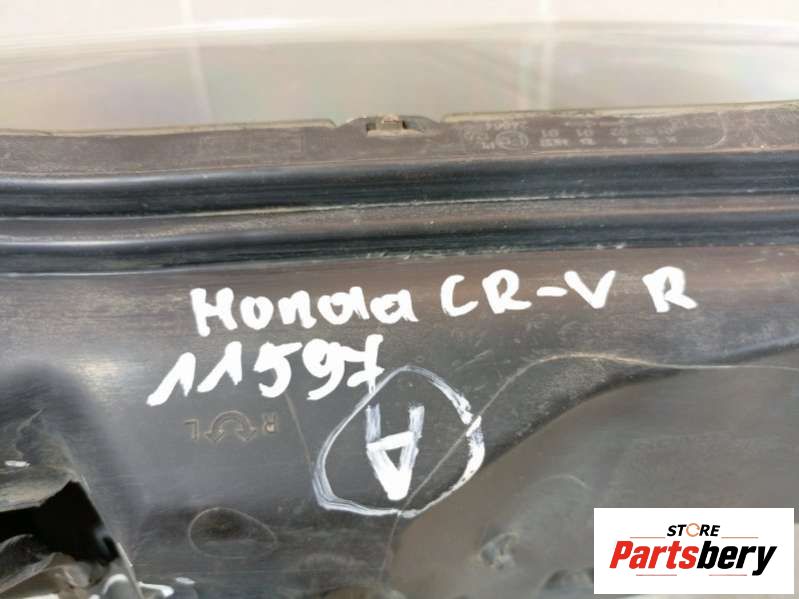 Honda CR-V R
11597
A
R L
STORE
Partsbery